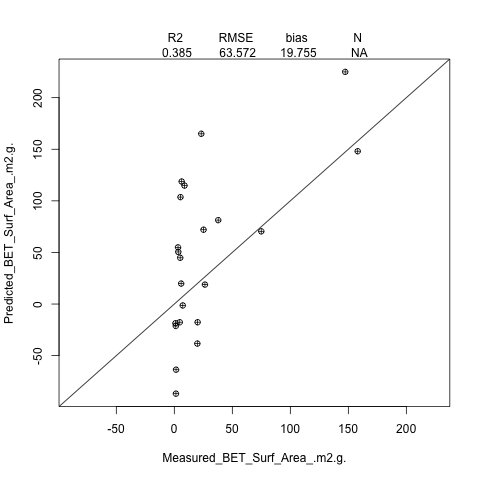 R2 RMSE bias N
0.385 63.572 19.755 NA
Predicted_BET_Surf_Area_.m2.g.
200
150
100
50
0
-50
-50 0 50 100 150 200
Measured_BET_Surf_Area_.m2.g.